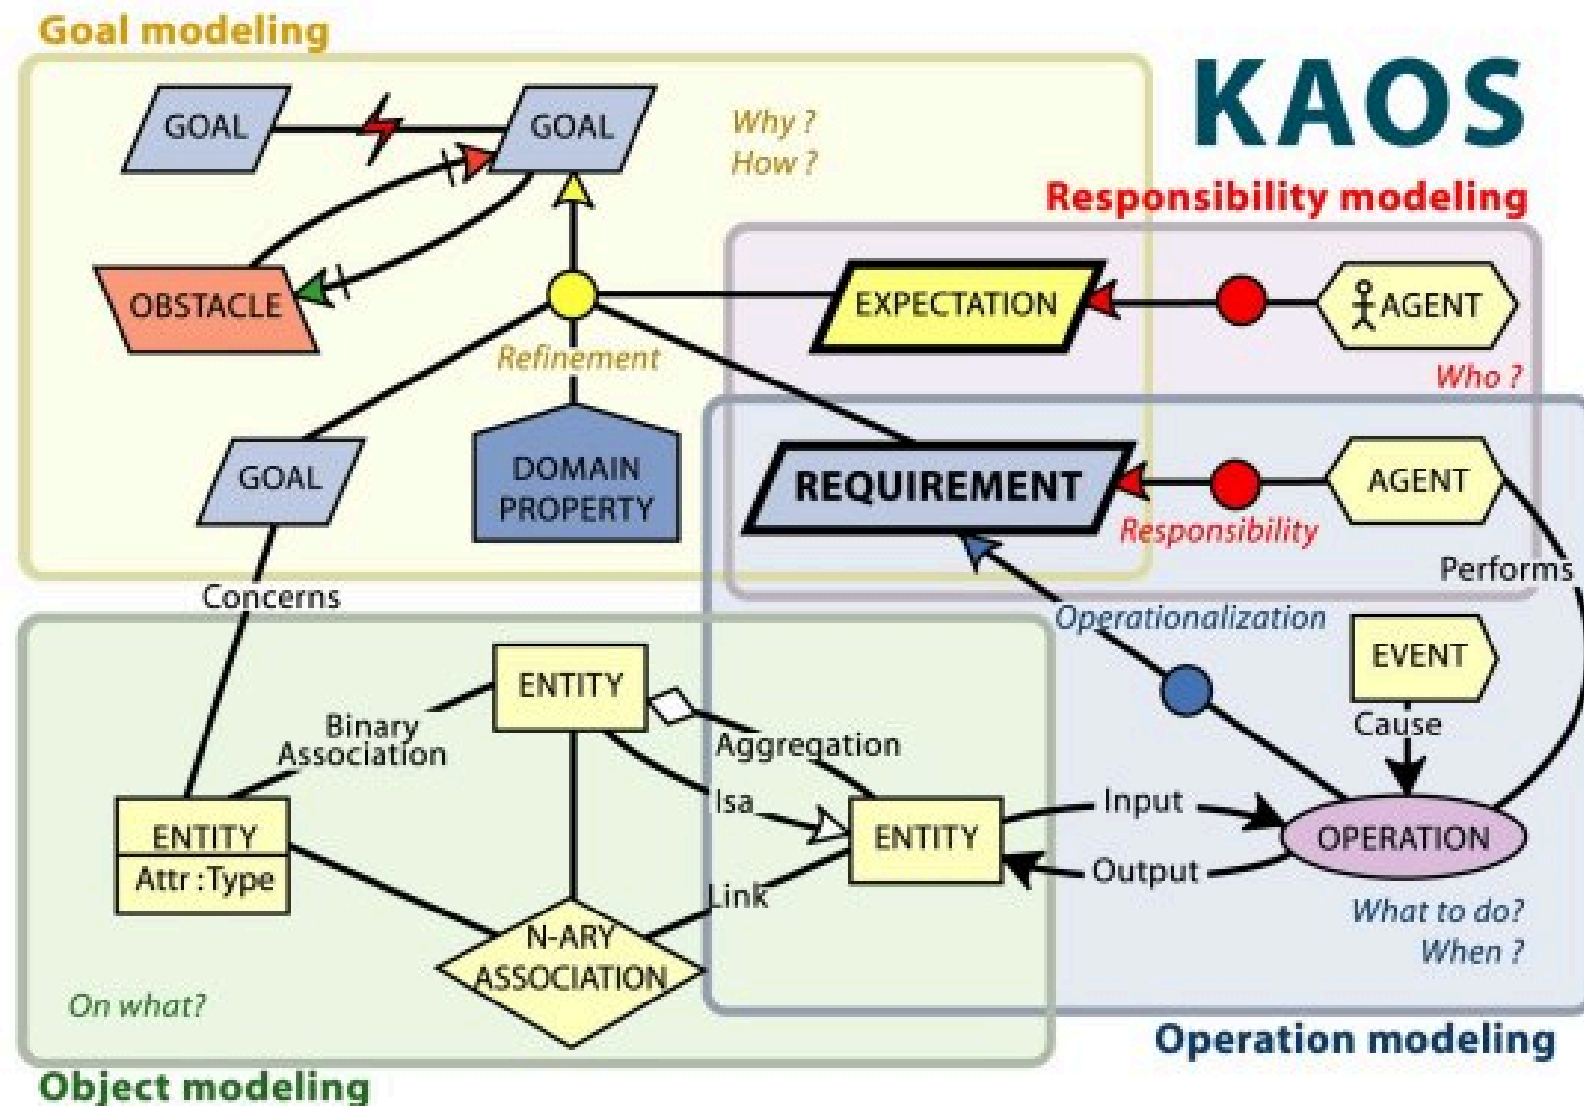 Goal modeling
KAOS
GOAL
GOAL
Why ?
How ?
Responsibility modeling
OBSTACLE
EXPECTATION
AGENT
Refinement
Who ?
GOAL
DOMAIN
PROPERTY
REQUIREMENT
AGENT
Responsibility
Performs
Concerns
Operationalization
ENTITY
EVENT
Binary
Association
Cause
Aggregation
Isa
Input
ENTITY
Attr :Type
ENTITY
OPERATION
Output
Link
N-ARY
ASSOCIATION
What to do?
When ?
On what?
Operation modeling
Object modeling